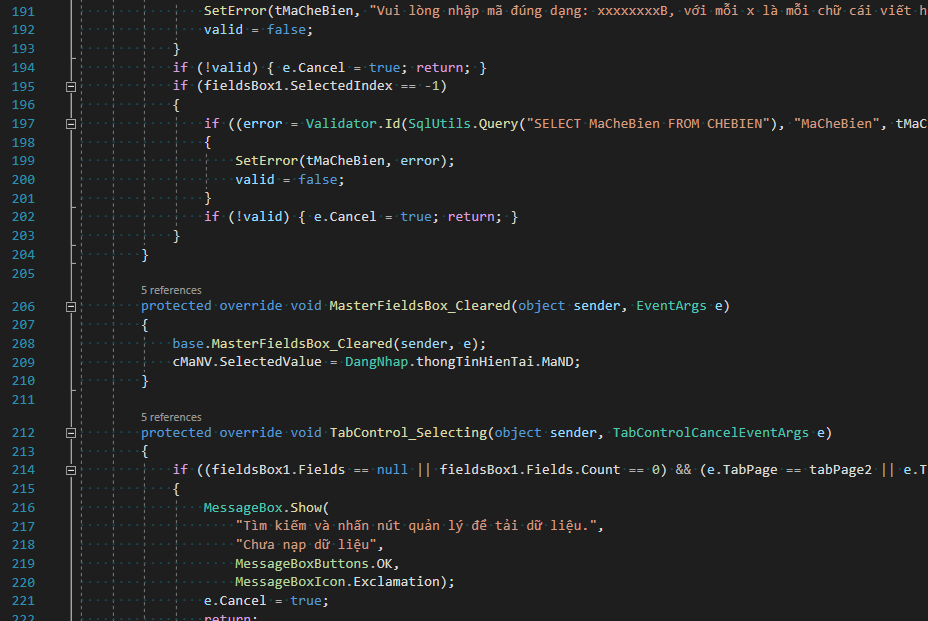 191 SetError(tMaCheBien, "Vui lòng nhập mã đúng dạng: xxxxxxxxB, với mỗi x là mỗi chữ cái viết h
192 valid = false;
193 }
194 if (!valid) { e.Cancel = true; return; }
195 if (fieldsBox1.SelectedIndex == -1)
196 {
197 if ((error = Validator.Id(SqlUtils.Query("SELECT MaCheBien FROM CHEBIEN"), "MaCheBien", tMaC
198 {
199 SetError(tMaCheBien, error);
200 valid = false;
201 }
202 if (!valid) { e.Cancel = true; return; }
203 }
204 }
205
5 references
206 protected override void MasterFieldsBox_Cleared(object sender, EventArgs e)
207 {
208 base.MasterFieldsBox_Cleared(sender, e);
209 cMaNV.SelectedValue = DangNhap.thongTinHienTai.MaND;
210 }
211
5 references
212 protected override void TabControl_Selecting(object sender, TabControlCancelEventArgs e)
213 {
214 if ((fieldsBox1.Fields == null || fieldsBox1.Fields.Count == 0) && (e.TabPage == tabPage2 || e.T
215 {
216 MessageBox.Show(
217 "Tìm kiếm và nhấn nút quản lý để tải dữ liệu.",
218 "Chưa nạp dữ liệu",
219 MessageBoxButtons.OK,
220 MessageBoxIcon.Exclamation);
221 e.Cancel = true;
222 return;